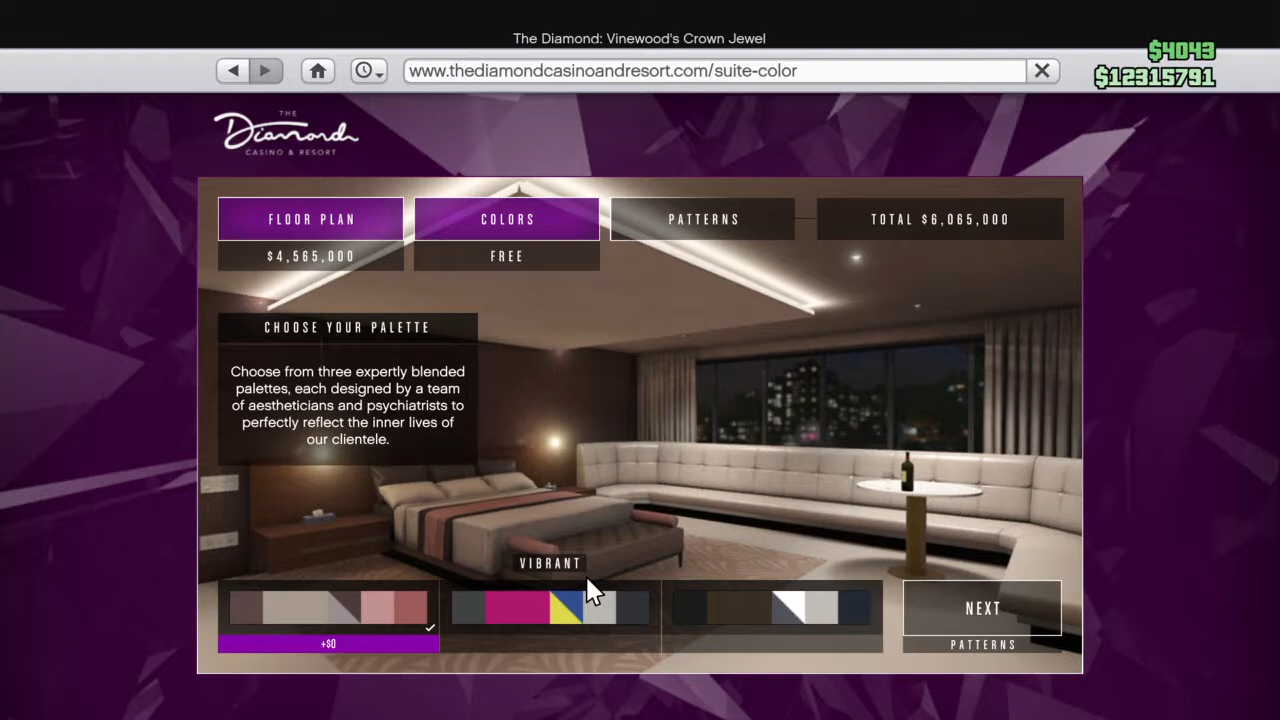 The Diamond: Vinewood's Crown Jewel
$4043
www.thediamondcasinoandresort.com/suite-color
$12315791
THE
Diamond
CASINO & RESORT
FLOOR PLAN
COLORS
PATTERNS
TOTAL $6,065,000
$4,565,000
FREE
CHOOSE YOUR PALETTE
Choose from three expertly blended
palettes, each designed by a team
of aestheticians and psychiatrists to
perfectly reflect the inner lives of
our clientele.
VIBRANT
NEXT
+$0
PATTERNS